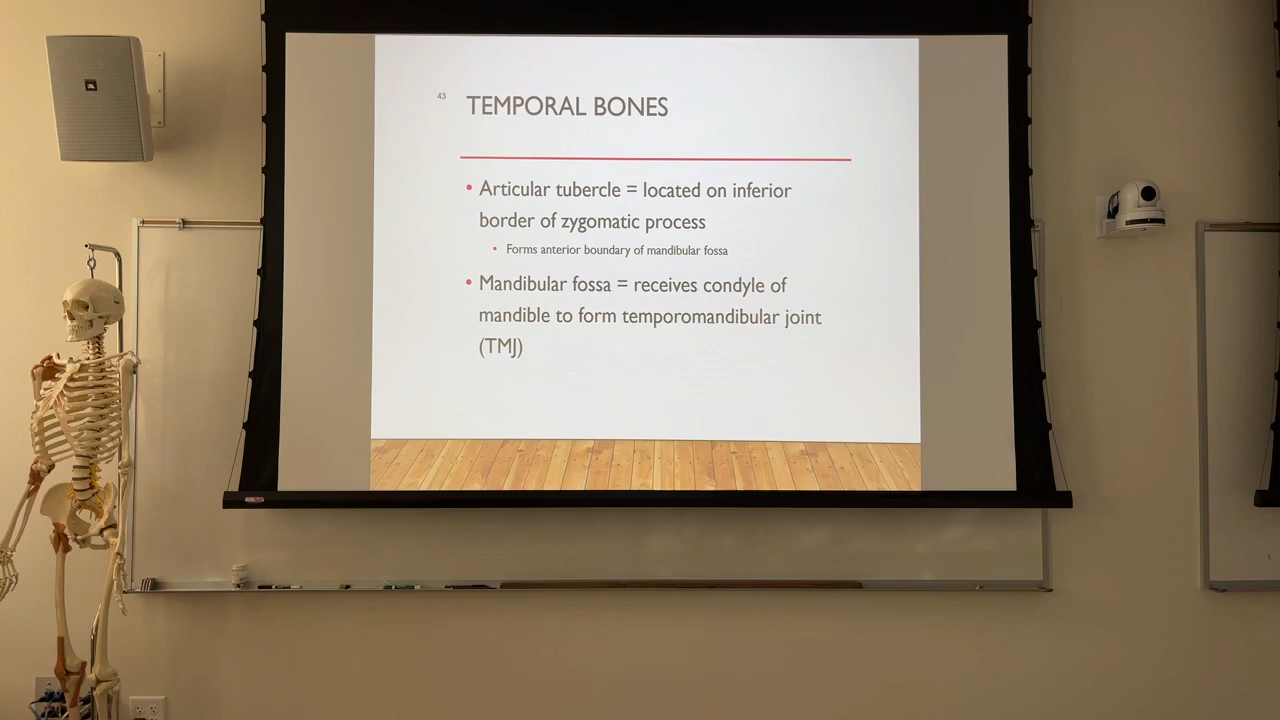 JBL
43
TEMPORAL BONES
• Articular tubercle = located on inferior
border of zygomatic process
• Forms anterior boundary of mandibular fossa
• Mandibular fossa = receives condyle of
mandible to form temporomandibular joint
(TMJ)